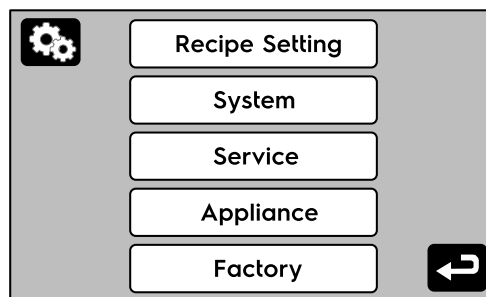 Recipe Setting
System
Service
Appliance
Factory